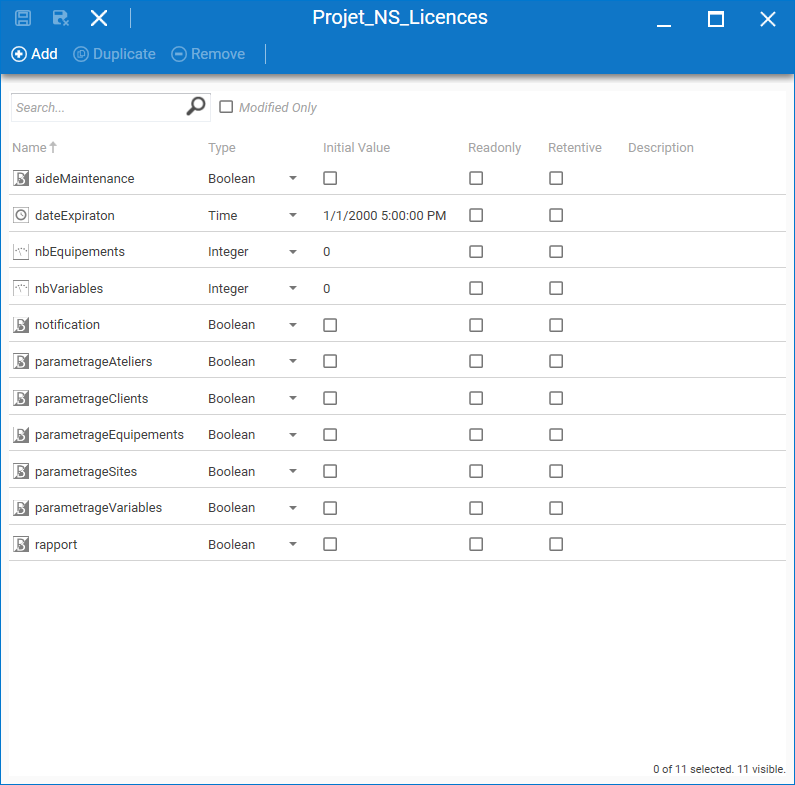 Projet_NS_Licences
Add Duplicate Remove
Search... Modified Only
Name Type Initial Value Readonly Retentive Description
aideMaintenance Boolean
dateExpiraton Time 1/1/2000 5:00:00 PM
nbEquipements Integer 0
nbVariables Integer 0
notification Boolean
parametrageAteliers Boolean
parametrageClients Boolean
parametrageEquipements Boolean
parametrageSites Boolean
parametrageVariables Boolean
rapport Boolean
0 of 11 selected. 11 visible.